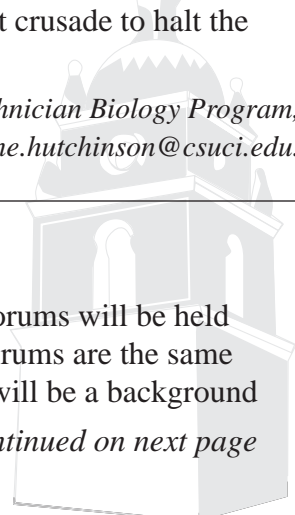 t crusade to halt the
hnician Biology Program,
ne.hutchinson@csuci.edu.
orums will be held
rums are the same
will be a background
ntinued on next page